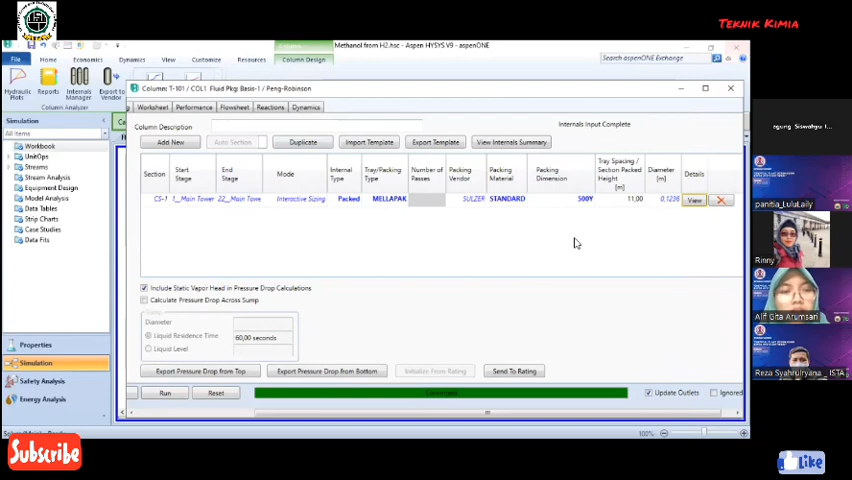 TEKNIK KIMIA
Methanol from H2.hsc - Aspen HYSYS V9 - aspenONE
Column Design
File
Home
Economics
Dynamics
View
Customize
Resources
Search aspenONE Exchange
Hydraulic Plots
Reports
Internals Manager
Export to Vendor
Column Analyzer
Simulation
All Items
Workbook
UnitOps
Streams
Stream Analysis
Equipment Design
Model Analysis
Data Tables
Strip Charts
Case Studies
Data Fits
Properties
Simulation
Safety Analysis
Energy Analysis
Column: T-101 / COL1 Fluid Pkg: Basis-1 / Peng-Robinson
Worksheet
Performance
Flowsheet
Reactions
Dynamics
Column Description
Internals Input Complete
Add New
Auto Section
Duplicate
Import Template
Export Template
View Internals Summary
Section
Start Stage
End Stage
Mode
Internal Type
Tray/Packing Type
Number of Passes
Packing Vendor
Packing Material
Packing Dimension
Tray Spacing / Section Packed Height [m]
Diameter [m]
Details
CS-1
1__Main Tower
22__Main Towe
Interactive Sizing
Packed
MELLAPAK
SULZER
STANDARD
500Y
11,00
0,1236
View
Include Static Vapor Head in Pressure Drop Calculations
Calculate Pressure Drop Across Sump
Diameter
Liquid Residence Time
60,00 seconds
Liquid Level
Export Pressure Drop from Top
Export Pressure Drop from Bottom
Initialize From Rating
Send To Rating
Run
Reset
Converged
Update Outlets
Ignored
100%
panitia_LuluLaily
Rinny
Alif Gita Arumsari
Reza Syahrulryana _ ISTA
Subscribe
Like